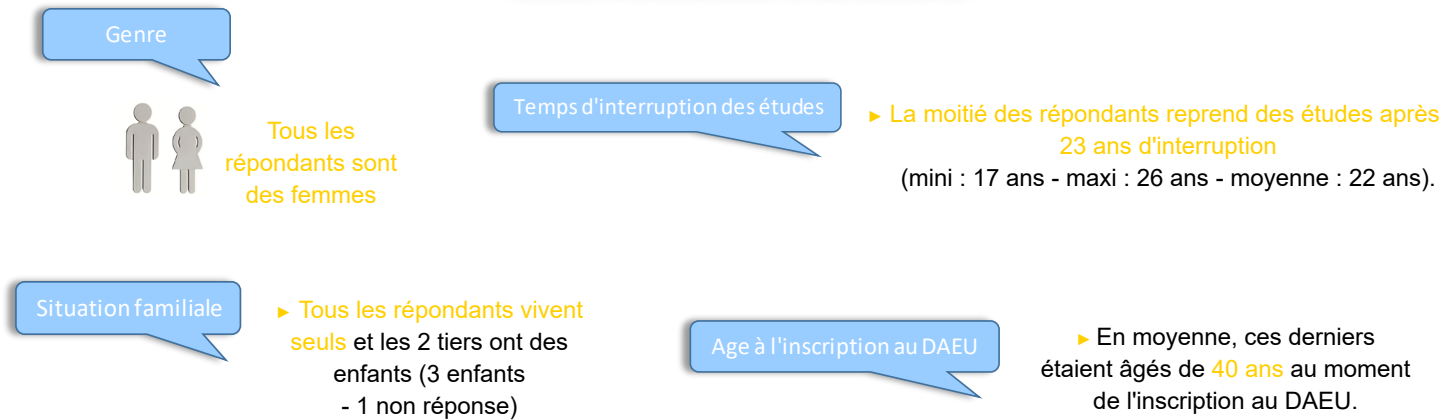 Genre
Tous les
répondants sont
des femmes
Temps d'interruption des études
► La moitié des répondants reprend des études après
23 ans d'interruption
(mini : 17 ans - maxi : 26 ans - moyenne : 22 ans).
Situation familiale
► Tous les répondants vivent
seuls et les 2 tiers ont des
enfants (3 enfants
- 1 non réponse)
Age à l'inscription au DAEU
► En moyenne, ces derniers
étaient âgés de 40 ans au moment
de l'inscription au DAEU.